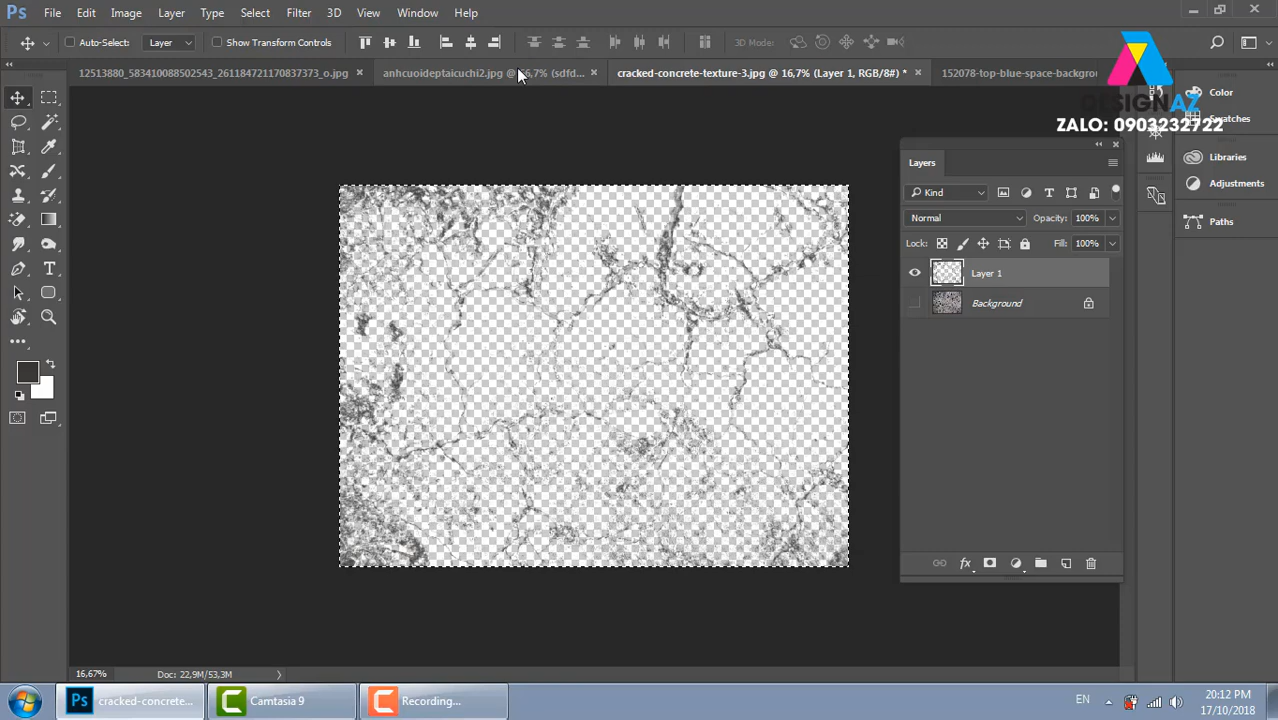 Ps File Edit Image Layer Type Select Filter 3D View Window Help
Auto-Select: Layer Show Transform Controls 3D Mode:
12513880_583410088502543_261184721170837373_o.jpg
anhcuoideptaicuchi2.jpg @ 16,7% (sdfd...
cracked-concrete-texture-3.jpg @ 16,7% (Layer 1, RGB/8#) *
152078-top-blue-space-backgrou
DESIGNAZ
ZALO: 0903232722
Color
Swatches
Libraries
Adjustments
Paths
Layers
Kind
Normal Opacity: 100%
Lock: Fill: 100%
Layer 1
Background
fx
16,67% Doc: 22,9M/53,3M
Ps cracked-concrete... Camtasia 9 Recording... EN 20:12 PM
17/10/2018